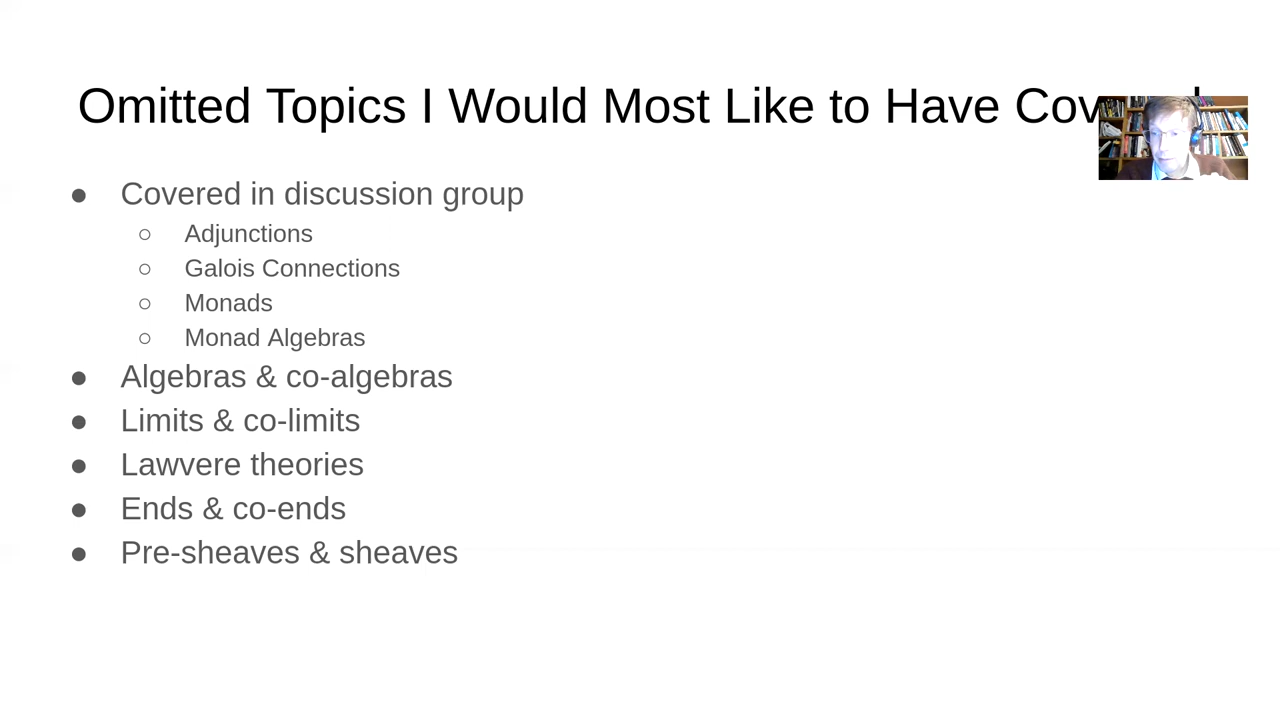 Omitted Topics I Would Most Like to Have
● Covered in discussion group
○ Adjunctions
○ Galois Connections
○ Monads
○ Monad Algebras
● Algebras & co-algebras
● Limits & co-limits
● Lawvere theories
● Ends & co-ends
● Pre-sheaves & sheaves